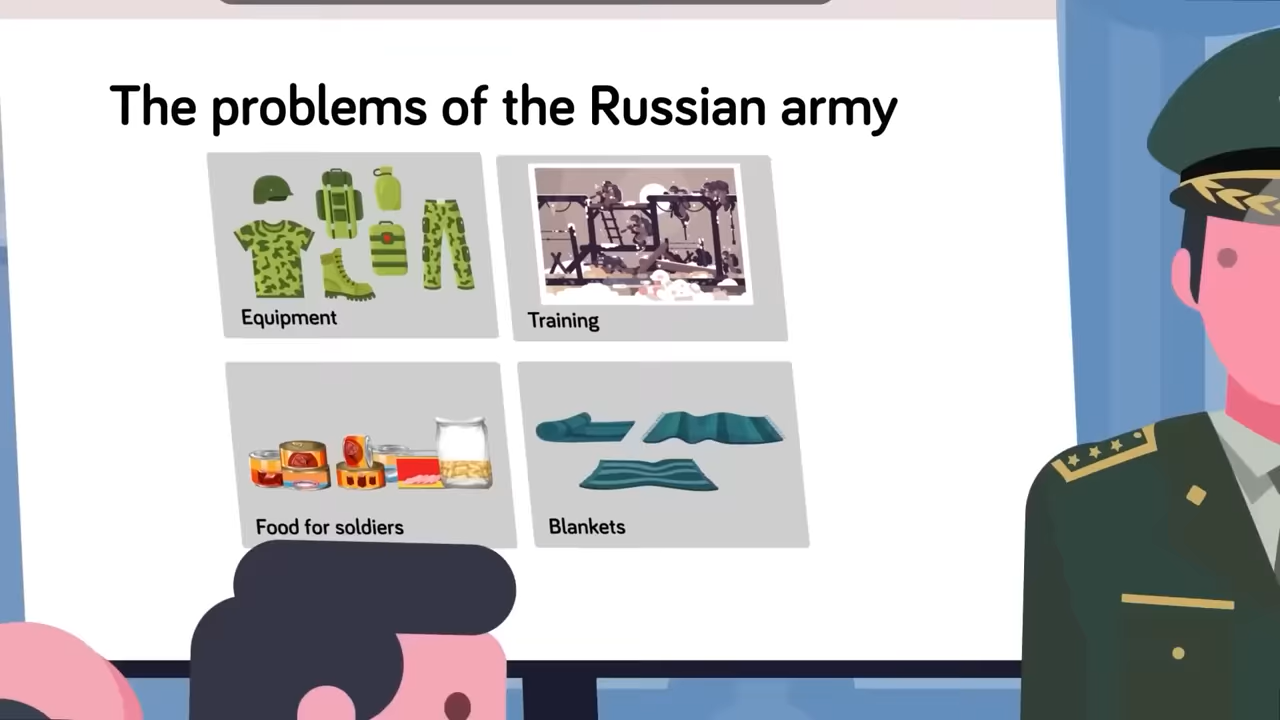 The problems of the Russian army
Equipment
Training
Food for soldiers
Blankets